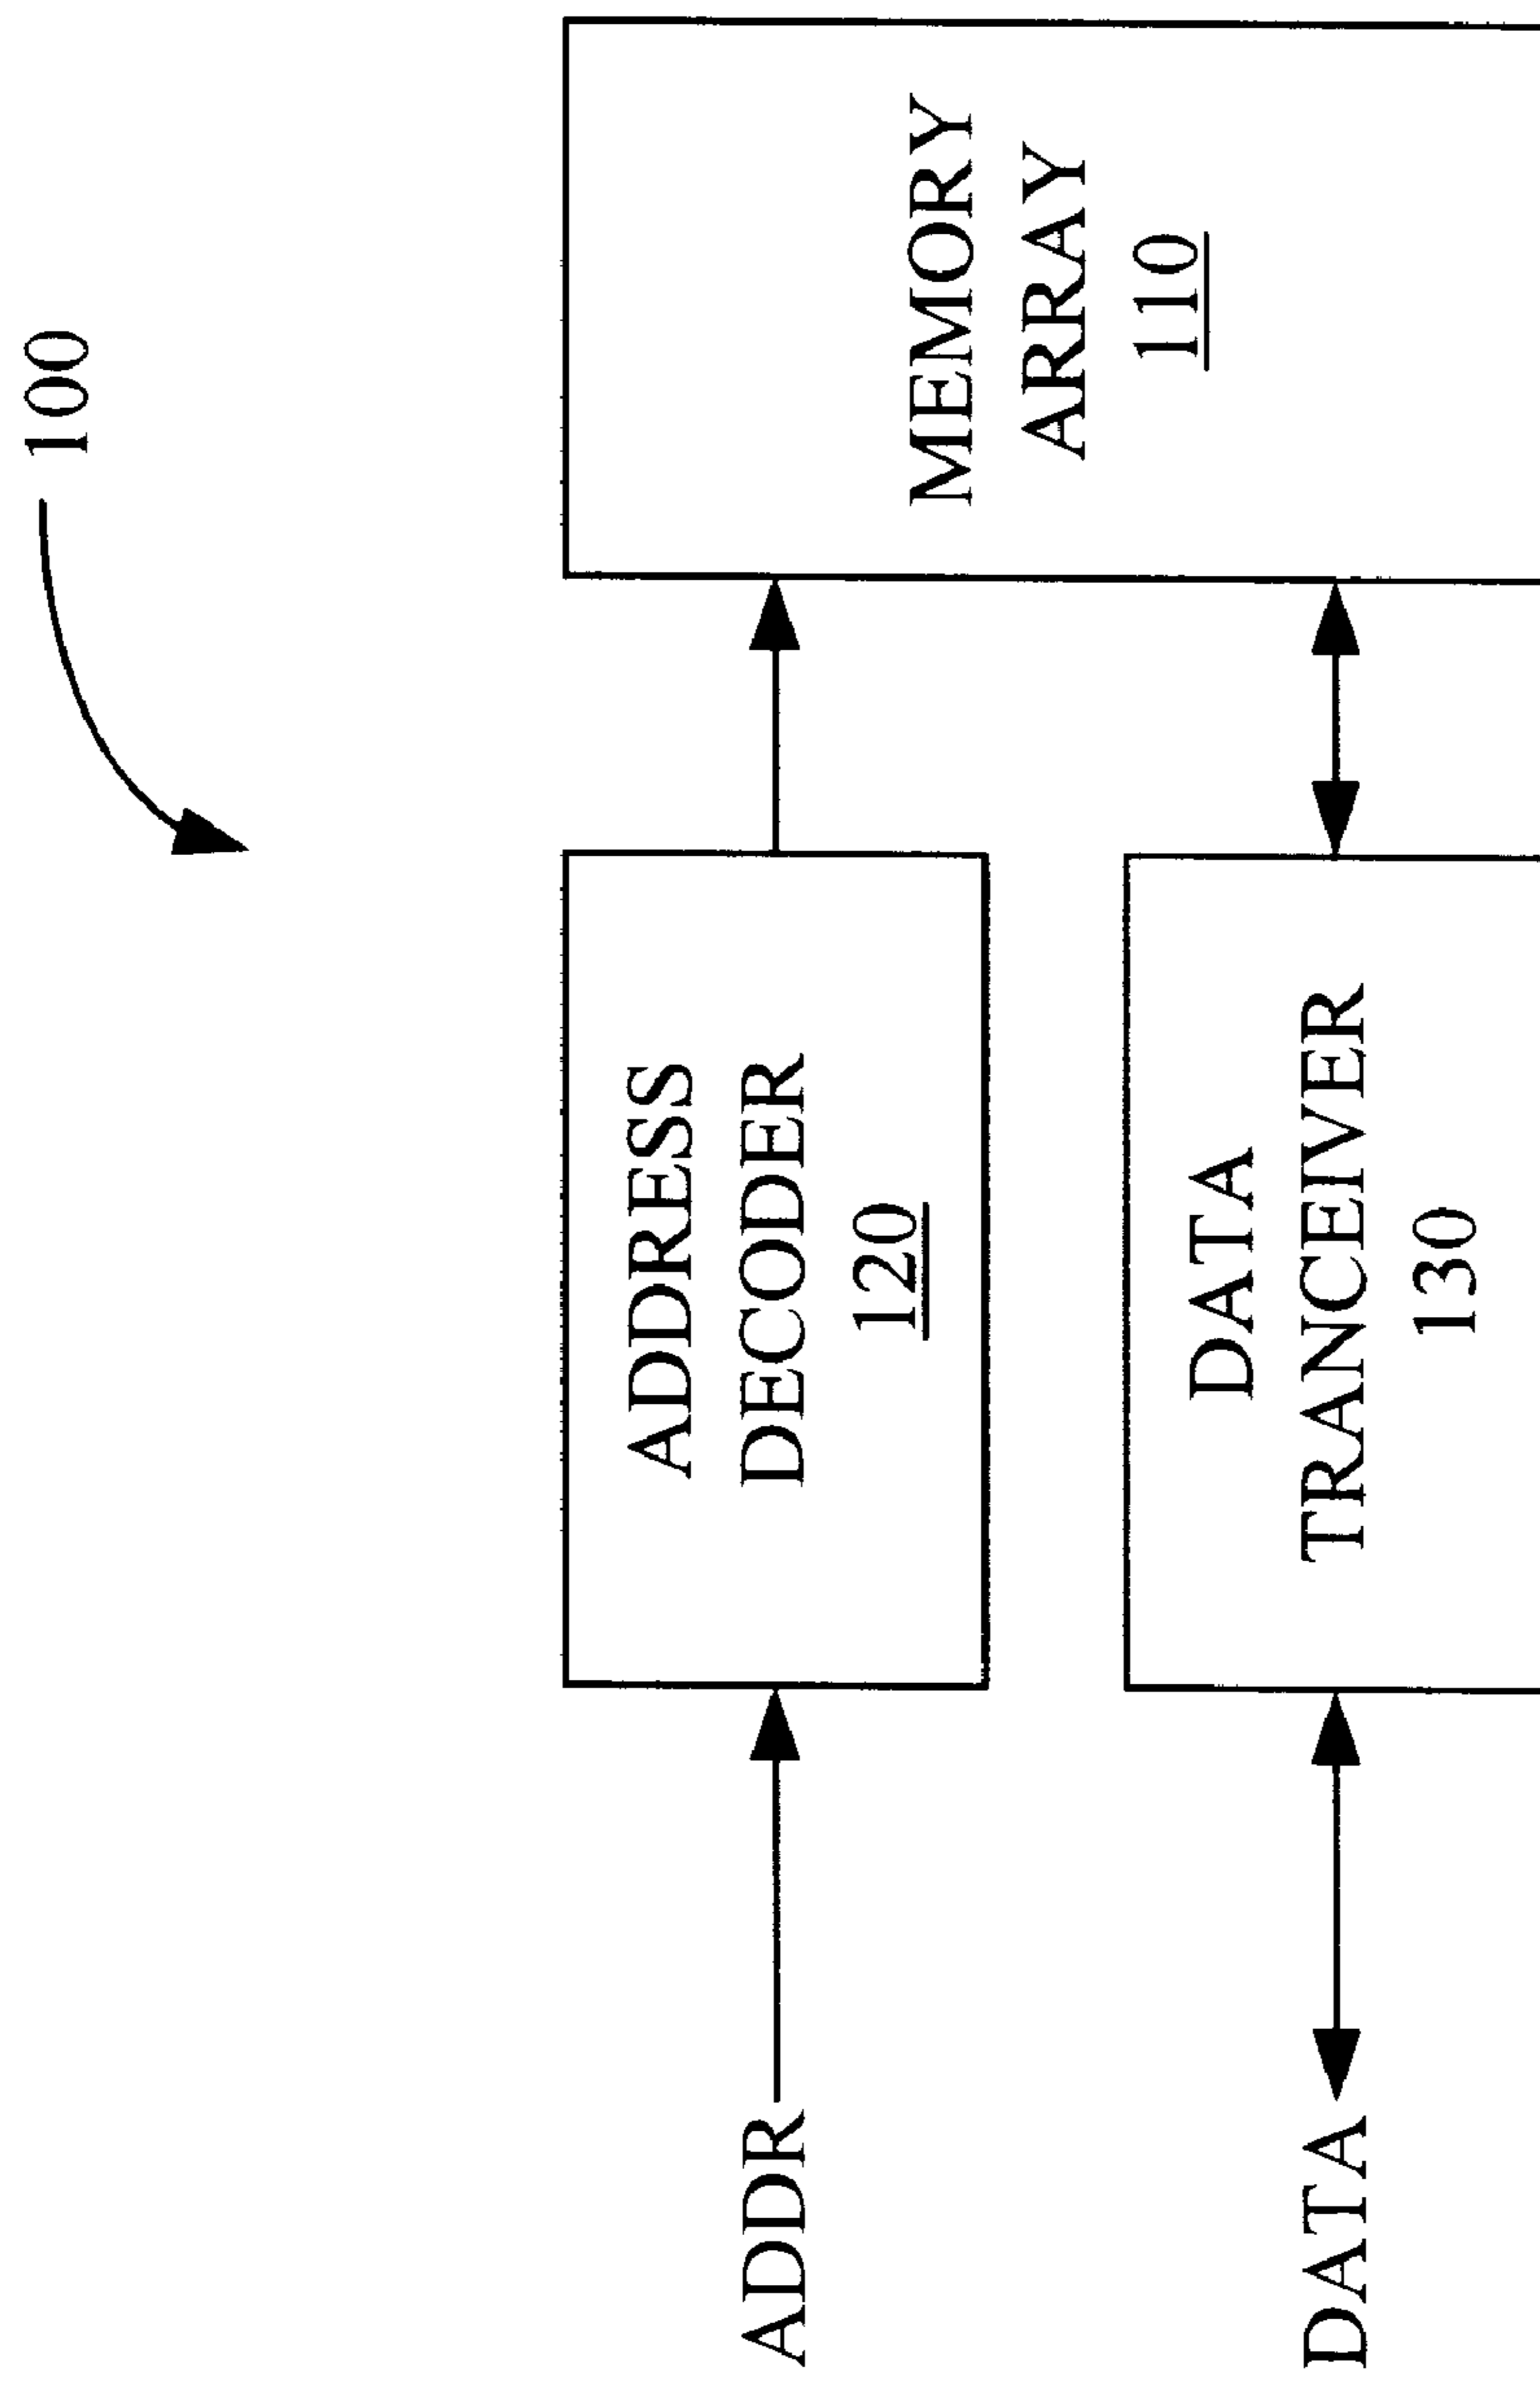 100
ADDR
ADDRESS
DECODER
120
MEMORY
ARRAY
110
DATA
DATA
TRANCEIVER
130